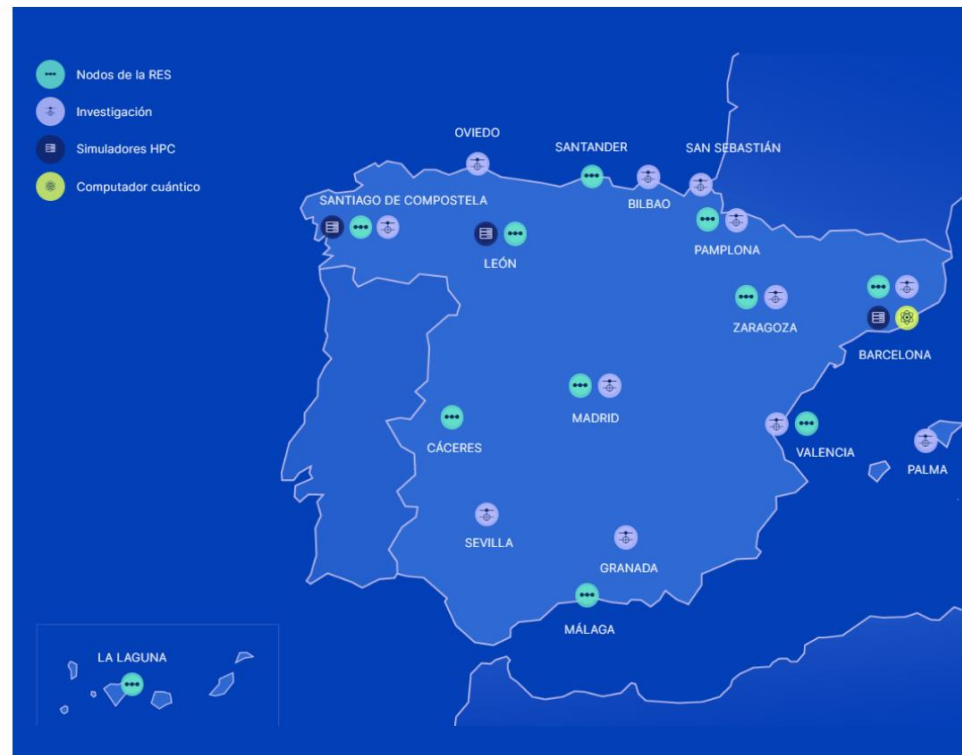 Nodos de la RES
Investigación
Simuladores HPC
Computador cuántico
OVIEDO
SANTANDER
SAN SEBASTIÁN
SANTIAGO DE COMPOSTELA
BILBAO
LEÓN
PAMPLONA
ZARAGOZA
BARCELONA
MADRID
CÁCERES
VALENCIA
PALMA
SEVILLA
GRANADA
MÁLAGA
LA LAGUNA